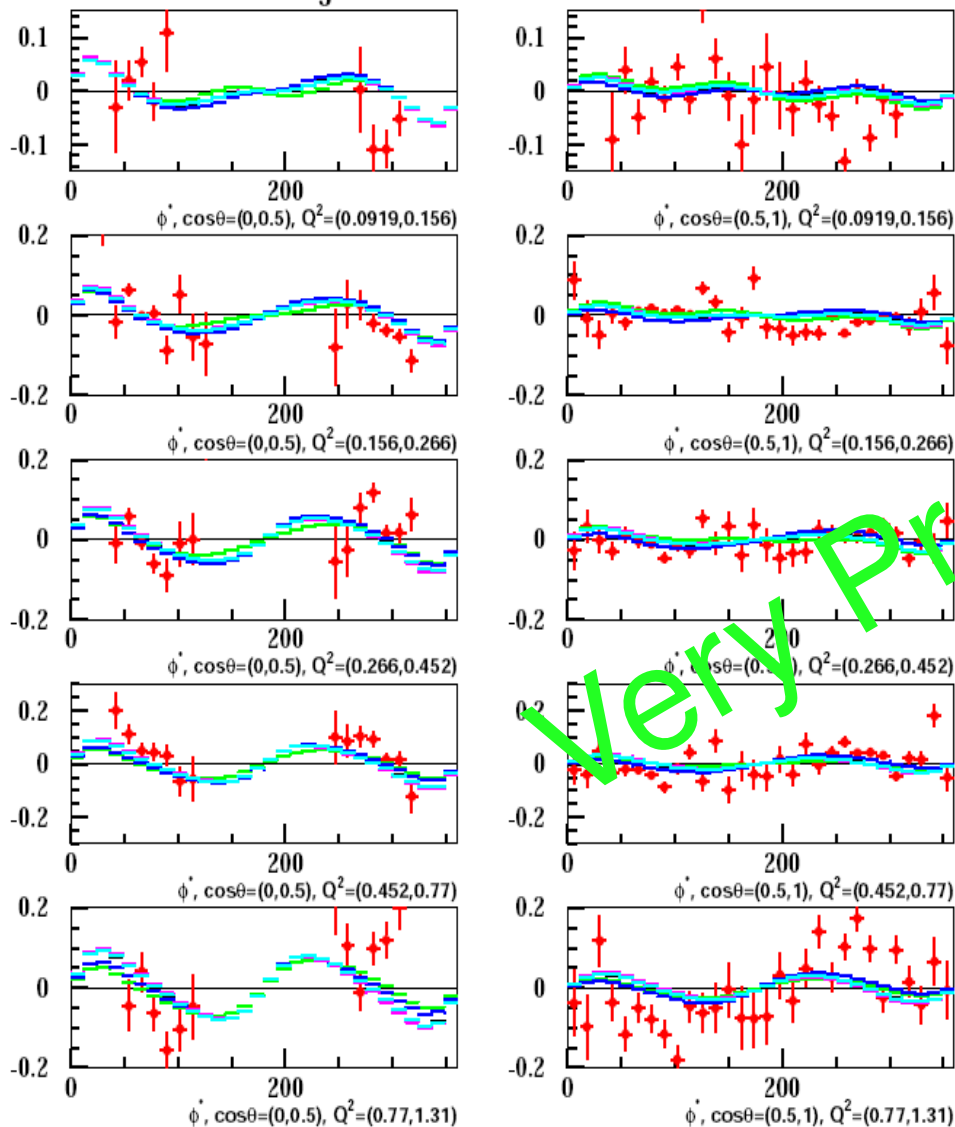 0.1 0.1
0 0
-0.1 -0.1
0 200 0 200
ϕ*, cosθ=(0,0.5), Q²=(0.0919,0.156) ϕ*, cosθ=(0.5,1), Q²=(0.0919,0.156)
0.2 0.2
0 0
-0.2 -0.2
0 200 0 200
ϕ*, cosθ=(0,0.5), Q²=(0.156,0.266) ϕ*, cosθ=(0.5,1), Q²=(0.156,0.266)
0.2 0.2
0 0
-0.2 -0.2
0 200 0 200
ϕ*, cosθ=(0,0.5), Q²=(0.266,0.452) ϕ*, cosθ=(0.5,1), Q²=(0.266,0.452)
Very Pr
0.2 0.2
0 0
-0.2 -0.2
0 200 0 200
ϕ*, cosθ=(0,0.5), Q²=(0.452,0.77) ϕ*, cosθ=(0.5,1), Q²=(0.452,0.77)
0.2 0.2
0 0
-0.2 -0.2
0 200 0 200
ϕ*, cosθ=(0,0.5), Q²=(0.77,1.31) ϕ*, cosθ=(0.5,1), Q²=(0.77,1.31)